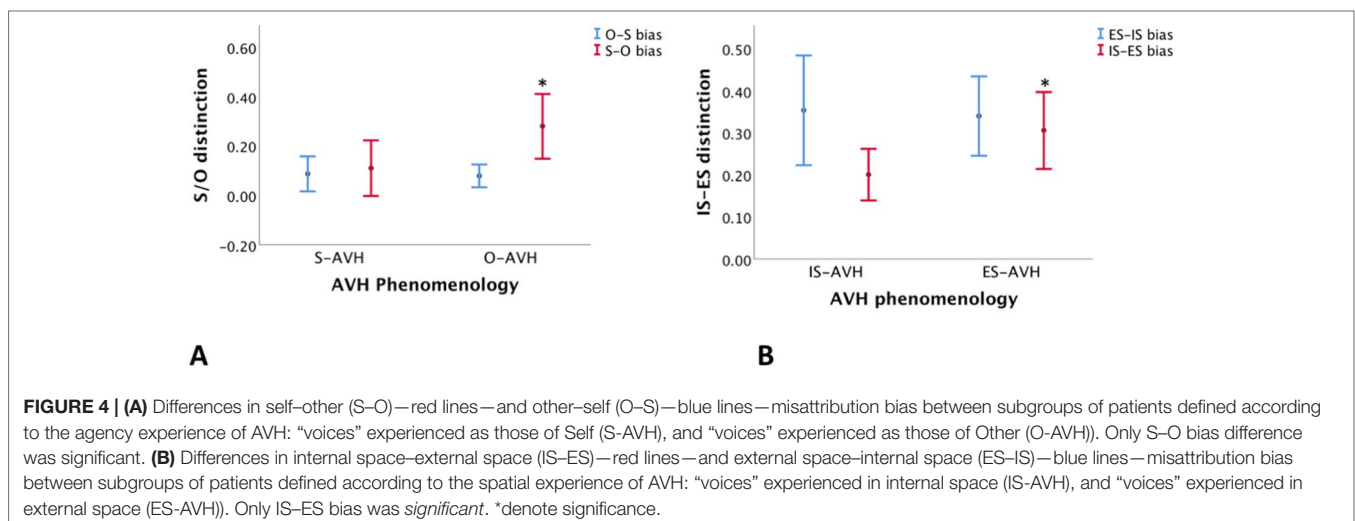 O–S bias
S–O bias
S/O distinction
0.60
0.40
0.20
0.00
–0.20
*
S–AVH
O–AVH
AVH Phenomenology
A
ES–IS bias
IS–ES bias
IS–ES distinction
0.50
0.40
0.30
0.20
0.10
0.00
*
IS–AVH
ES–AVH
AVH phenomenology
B
FIGURE 4 | (A) Differences in self–other (S–O)—red lines—and other–self (O–S)—blue lines—misattribution bias between subgroups of patients defined according
to the agency experience of AVH: “voices” experienced as those of Self (S-AVH), and “voices” experienced as those of Other (O-AVH)). Only S–O bias difference
was significant. (B) Differences in internal space–external space (IS–ES)—red lines—and external space–internal space (ES–IS)—blue lines—misattribution bias
between subgroups of patients defined according to the spatial experience of AVH: “voices” experienced in internal space (IS-AVH), and “voices” experienced in
external space (ES-AVH)). Only IS–ES bias was significant. *denote significance.